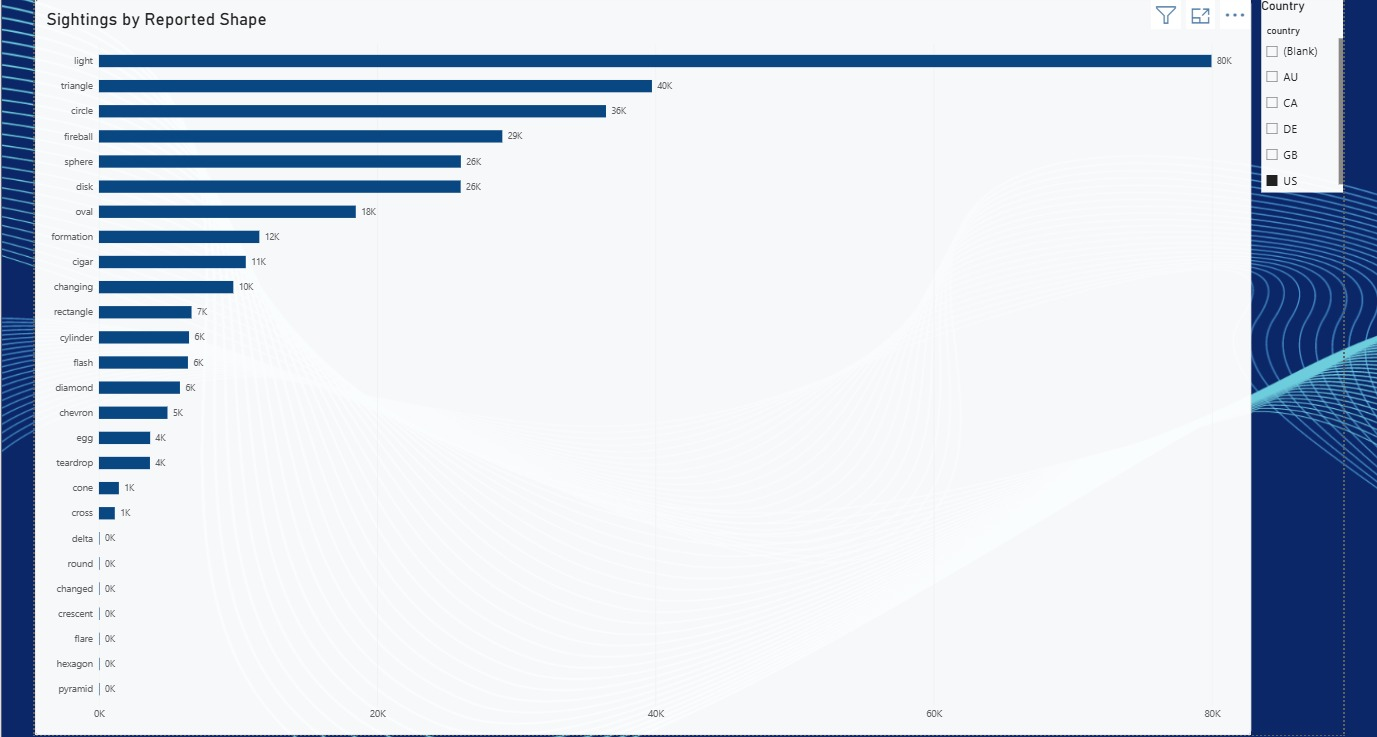 Sightings by Reported Shape
light 80K
triangle 40K
circle 36K
fireball 29K
sphere 26K
disk 26K
oval 18K
formation 12K
cigar 11K
changing 10K
rectangle 7K
cylinder 6K
flash 6K
diamond 6K
chevron 5K
egg 4K
teardrop 4K
cone 1K
cross 1K
delta 0K
round 0K
changed 0K
crescent 0K
flare 0K
hexagon 0K
pyramid 0K
0K 20K 40K 60K 80K
Country
country
(Blank)
AU
CA
DE
GB
US